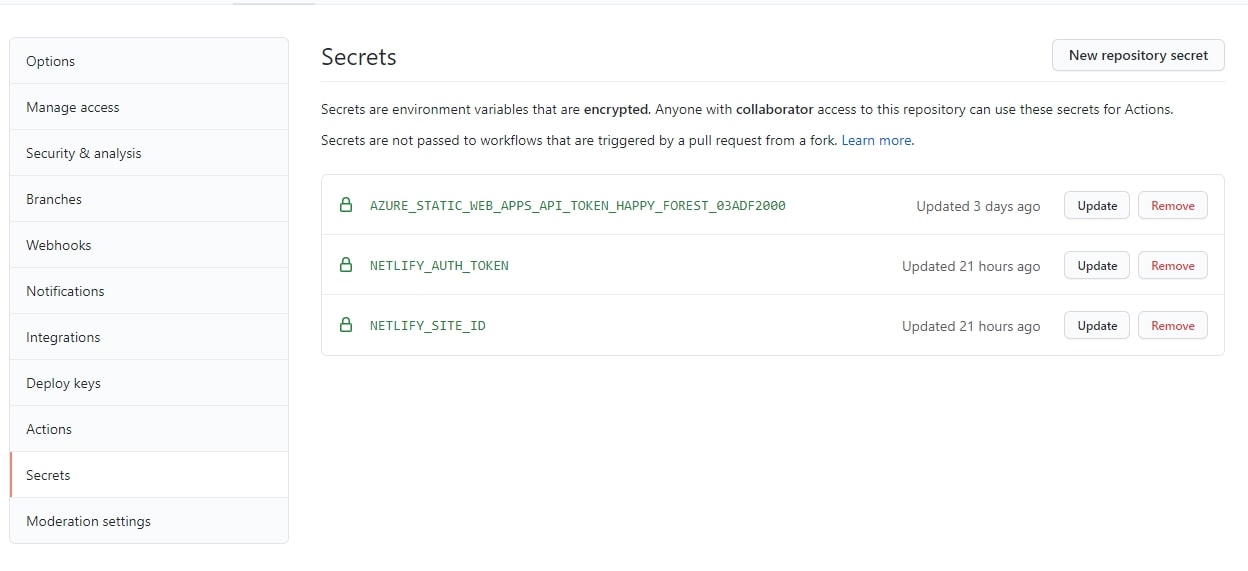 Options
Manage access
Security & analysis
Branches
Webhooks
Notifications
Integrations
Deploy keys
Actions
Secrets
Moderation settings
Secrets
New repository secret
Secrets are environment variables that are encrypted. Anyone with collaborator access to this repository can use these secrets for Actions.
Secrets are not passed to workflows that are triggered by a pull request from a fork. Learn more.
AZURE_STATIC_WEB_APPS_API_TOKEN_HAPPY_FOREST_03ADF2000 Updated 3 days ago Update Remove
NETLIFY_AUTH_TOKEN Updated 21 hours ago Update Remove
NETLIFY_SITE_ID Updated 21 hours ago Update Remove